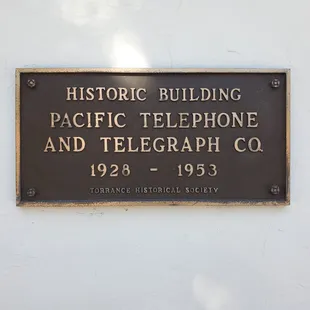 HISTORIC BUILDING
PACIFIC TELEPHONE
AND TELEGRAPH CO.
1928 - 1953
TORRANCE HISTORICAL SOCIETY